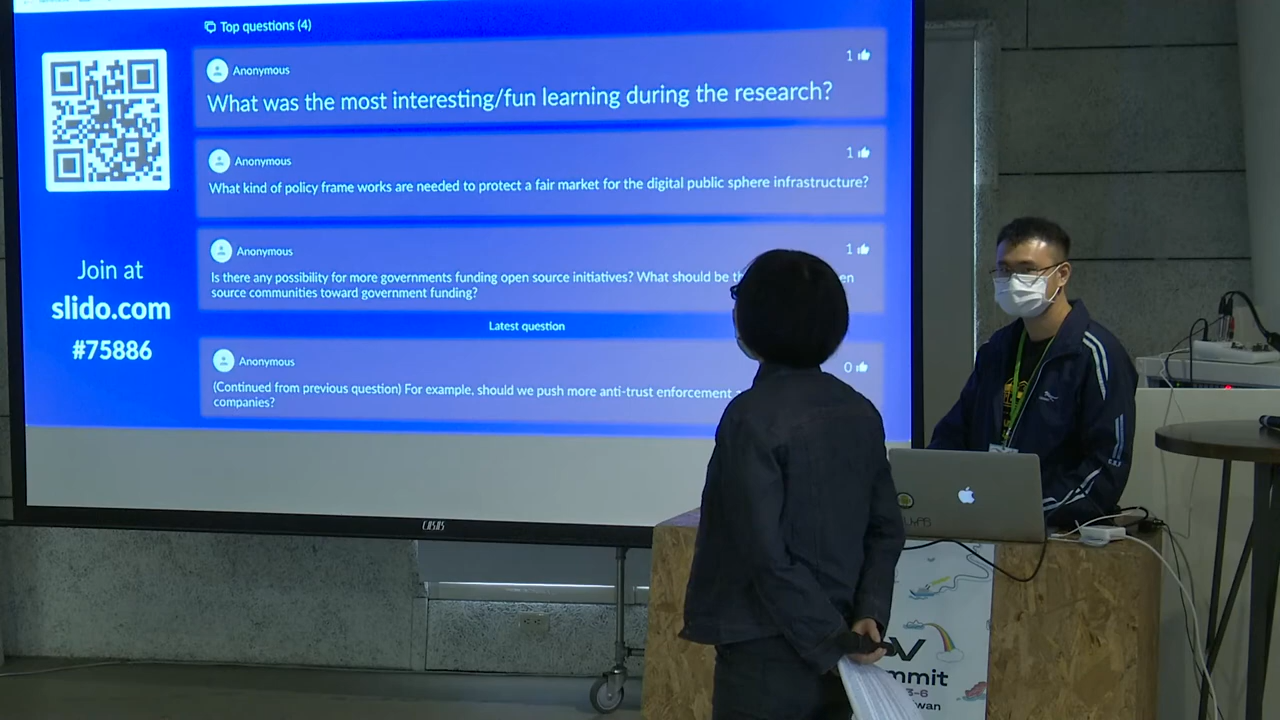 Top questions (4)
Anonymous
1
What was the most interesting/fun learning during the research?
Anonymous
1
What kind of policy frame works are needed to protect a fair market for the digital public sphere infrastructure?
Anonymous
1
Is there any possibility for more governments funding open source initiatives? What should be
en
source communities toward government funding?
Latest question
Anonymous
0
(Continued from previous question) For example, should we push more anti-trust enforcement
companies?
Join at
slido.com
#75886
mmit
3-6
wan